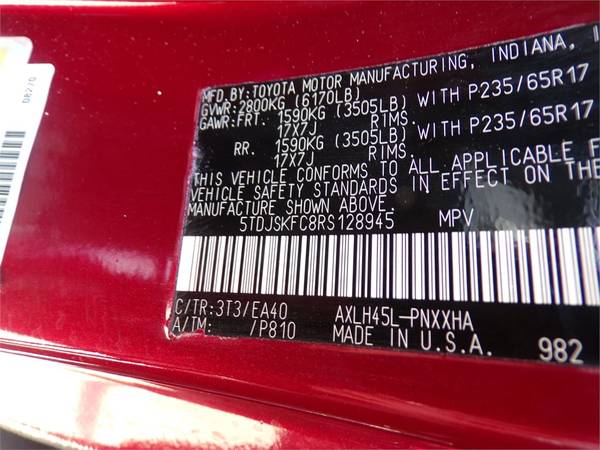 MFD.BY:TOYOTA MOTOR MANUFACTURING, INDIANA, I
GVWR:2800KG (6170LB)
GAWR:FRT. 1590KG (3505LB) WITH P235/65R17
17X7J RIMS.
RR. 1590KG (3505LB) WITH P235/65R17
17X7J RIMS.
THIS VEHICLE CONFORMS TO ALL APPLICABLE F
VEHICLE SAFETY STANDARDS IN EFFECT ON THE
MANUFACTURE SHOWN ABOVE.
5TDJSKFC8RS128945 MPV
C/TR:3T3/EA40 AXLH45L-PNXXHA
A/TM: /P810 MADE IN U.S.A. 982